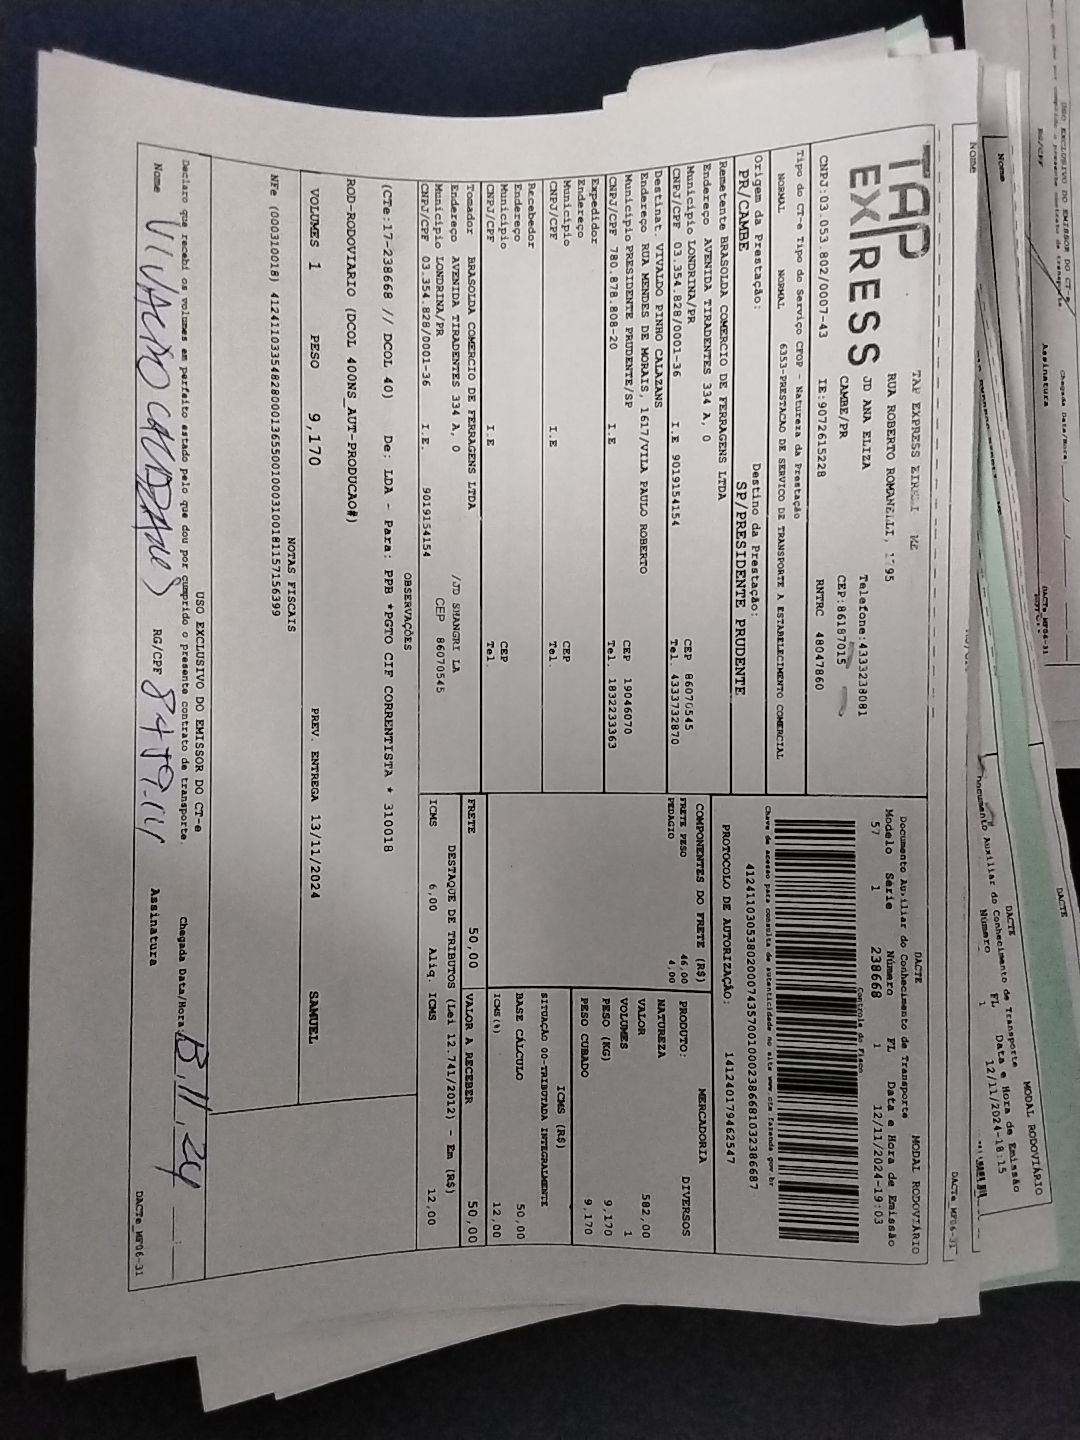 TAP
EXPRESS
TAP EXPRESS EIRELI ME
RUA ROBERTO ROMANELLI,
JD ANA ELIZA
CAMBE/PR
Telefone:4333238081
CEP:86187015
CNPJ:03.053.802/0007-43 IE:9072615228 RNTRC 48047860
DACTE MODAL RODOVIÁRIO
Documento Auxiliar do Conhecimento de Transporte
Modelo Série Número FL Data e Hora de Emissão
57 1 238668 1 12/11/2024-19:03
Controle do Fisco
Chave de acesso para consulta de autenticidade no site www.cte.fazenda.gov.br
41241103053802000743570010002386681032386687
PROTOCOLO DE AUTORIZAÇÃO: 141240179462547
Tipo do CT-e Tipo do Serviço CFOP - Natureza da Prestação
NORMAL NORMAL 6353-PRESTACAO DE SERVICO DE TRANSPORTE A ESTABELECIMENTO COMERCIAL
Origem da Prestação: Destino da Prestação:
PR/CAMBE SP/PRESIDENTE PRUDENTE
Remetente BRASOLDA COMERCIO DE FERRAGENS LTDA
Endereço AVENIDA TIRADENTES 334 A, 0
Município LONDRINA/PR CEP 86070545
CNPJ/CPF 03.354.828/0001-36 I.E 9019154154 Tel. 4333732870
Destinat. VIVALDO PINHO CALAZANS
Endereço RUA MENDES DE MORAIS, 1617/VILA PAULO ROBERTO
Município PRESIDENTE PRUDENTE/SP CEP 19046070
CNPJ/CPF 780.878.808-20 I.E Tel. 1832233363
Expedidor
Endereço
Município CEP
CNPJ/CPF I.E Tel.
Recebedor
Endereço
Município CEP
CNPJ/CPF I.E Tel.
Tomador BRASOLDA COMERCIO DE FERRAGENS LTDA
Endereço AVENIDA TIRADENTES 334 A, 0 /JD SHANGRI LA
Município LONDRINA/PR CEP 86070545
CNPJ/CPF 03.354.828/0001-36 I.E. 9019154154
COMPONENTES DO FRETE (R$)
FRETE PESO 46,00
PEDAGIO 4,00
MERCADORIA
PRODUTO: DIVERSOS
NATUREZA
VALOR 582,00
VOLUMES 1
PESO (KG) 9,170
PESO CUBADO 9,170
ICMS (R$)
SITUAÇÃO 00-TRIBUTADA INTEGRALMENTE
BASE CÁLCULO 50,00
ICMS(%) 12,00
FRETE 50,00 VALOR A RECEBER 50,00
DESTAQUE DE TRIBUTOS (Lei 12.741/2012) - Em (R$)
ICMS 6,00 Aliq. ICMS 12,00
OBSERVAÇÕES
(CTe:17-238668 // DCOL 40) De: LDA - Para: PPB *PGTO CIF CORRENTISTA * 310018
ROD-RODOVIARIO (DCOL 400NS_AUT-PRODUCAO#)
VOLUMES 1 PESO 9,170 PREV. ENTREGA 13/11/2024 SAMUEL
NOTAS FISCAIS
NFe (000310018) 41241103354828000136550010003100181157156399
USO EXCLUSIVO DO EMISSOR DO CT-e
Declaro que recebi os volumes em perfeito estado pelo que dou por cumprido o presente contrato de transporte.
Chegada Data/Hora
Nome RG/CPF Assinatura
DACTe_MF06-31